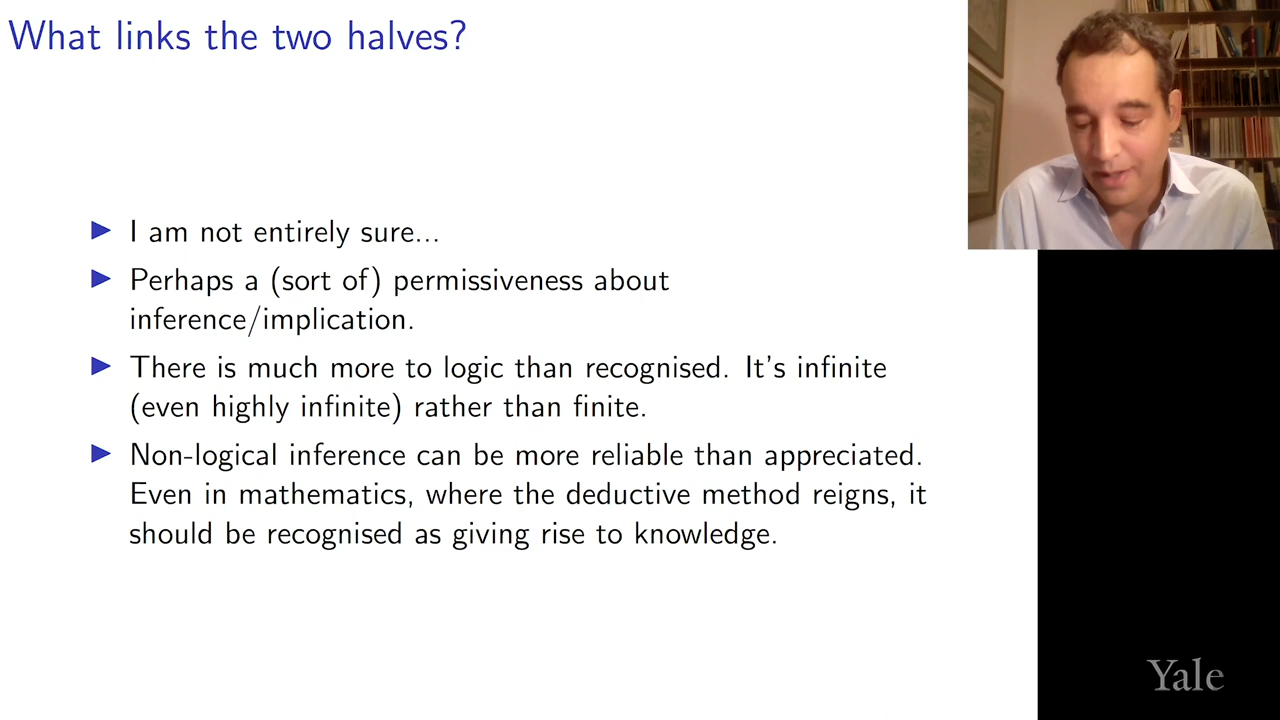 What links the two halves?
▶ I am not entirely sure...
▶ Perhaps a (sort of) permissiveness about
inference/implication.
▶ There is much more to logic than recognised. It's infinite
(even highly infinite) rather than finite.
▶ Non-logical inference can be more reliable than appreciated.
Even in mathematics, where the deductive method reigns, it
should be recognised as giving rise to knowledge.
Yale